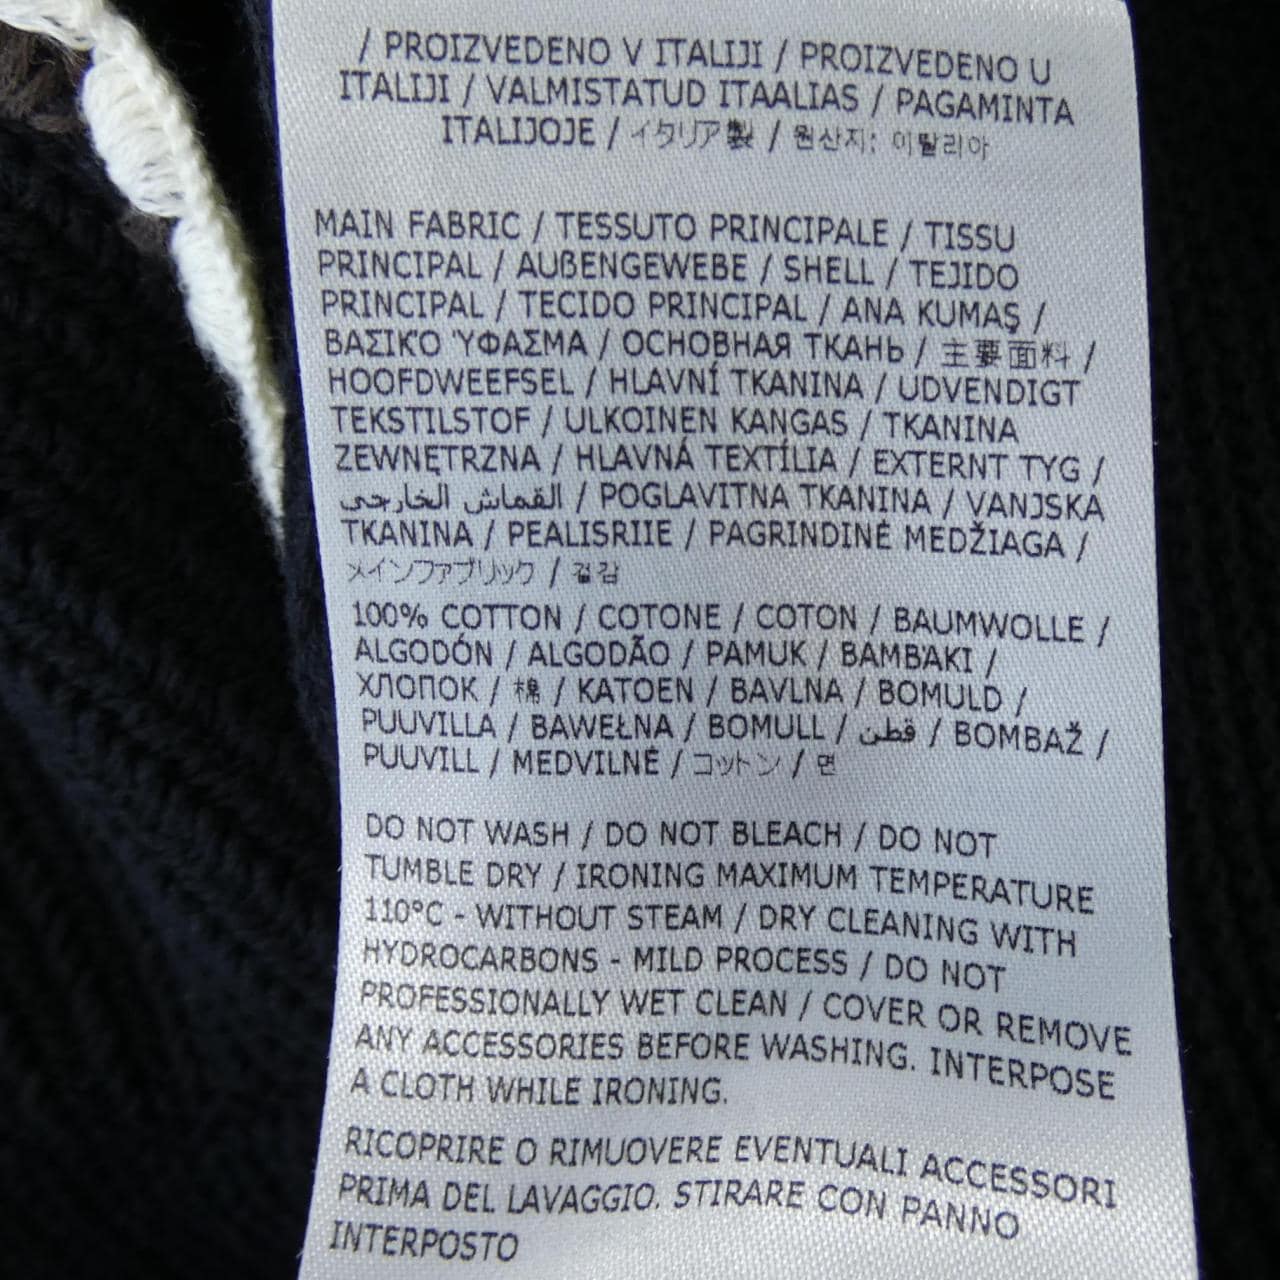 / PROIZVEDENO V ITALIJI / PROIZVEDENO U
ITALIJI / VALMISTATUD ITAALIAS / PAGAMINTA
ITALIJOJE / イタリア製 / 원산지: 이탈리아
MAIN FABRIC / TESSUTO PRINCIPALE / TISSU
PRINCIPAL / AUßENGEWEBE / SHELL / TEJIDO
PRINCIPAL / TECIDO PRINCIPAL / ANA KUMAŞ /
ΒΑΣΙΚΌ ΎΦΑΣΜΑ / ОСНОВНАЯ ТКАНЬ / 主要面料 /
HOOFDWEEFSEL / HLAVNÍ TKANINA / UDVENDIGT
TEKSTILSTOF / ULKOINEN KANGAS / TKANINA
ZEWNĘTRZNA / HLAVNÁ TEXTÍLIA / EXTERNT TYG /
القماش الخارجي / POGLAVITNA TKANINA / VANJSKA
TKANINA / PEALISRIIE / PAGRINDINĖ MEDŽIAGA /
メインファブリック / 겉감
100% COTTON / COTONE / COTON / BAUMWOLLE /
ALGODÓN / ALGODÃO / PAMUK / ΒΑΜΒΆΚΙ /
ХЛОПОК / 棉 / KATOEN / BAVLNA / BOMULD /
PUUVILLA / BAWEŁNA / BOMULL / قطن / BOMBAŽ /
PUUVILL / MEDVILNĖ / コットン / 면
DO NOT WASH / DO NOT BLEACH / DO NOT
TUMBLE DRY / IRONING MAXIMUM TEMPERATURE
110°C - WITHOUT STEAM / DRY CLEANING WITH
HYDROCARBONS - MILD PROCESS / DO NOT
PROFESSIONALLY WET CLEAN / COVER OR REMOVE
ANY ACCESSORIES BEFORE WASHING. INTERPOSE
A CLOTH WHILE IRONING.
RICOPRIRE O RIMUOVERE EVENTUALI ACCESSORI
PRIMA DEL LAVAGGIO. STIRARE CON PANNO
INTERPOSTO